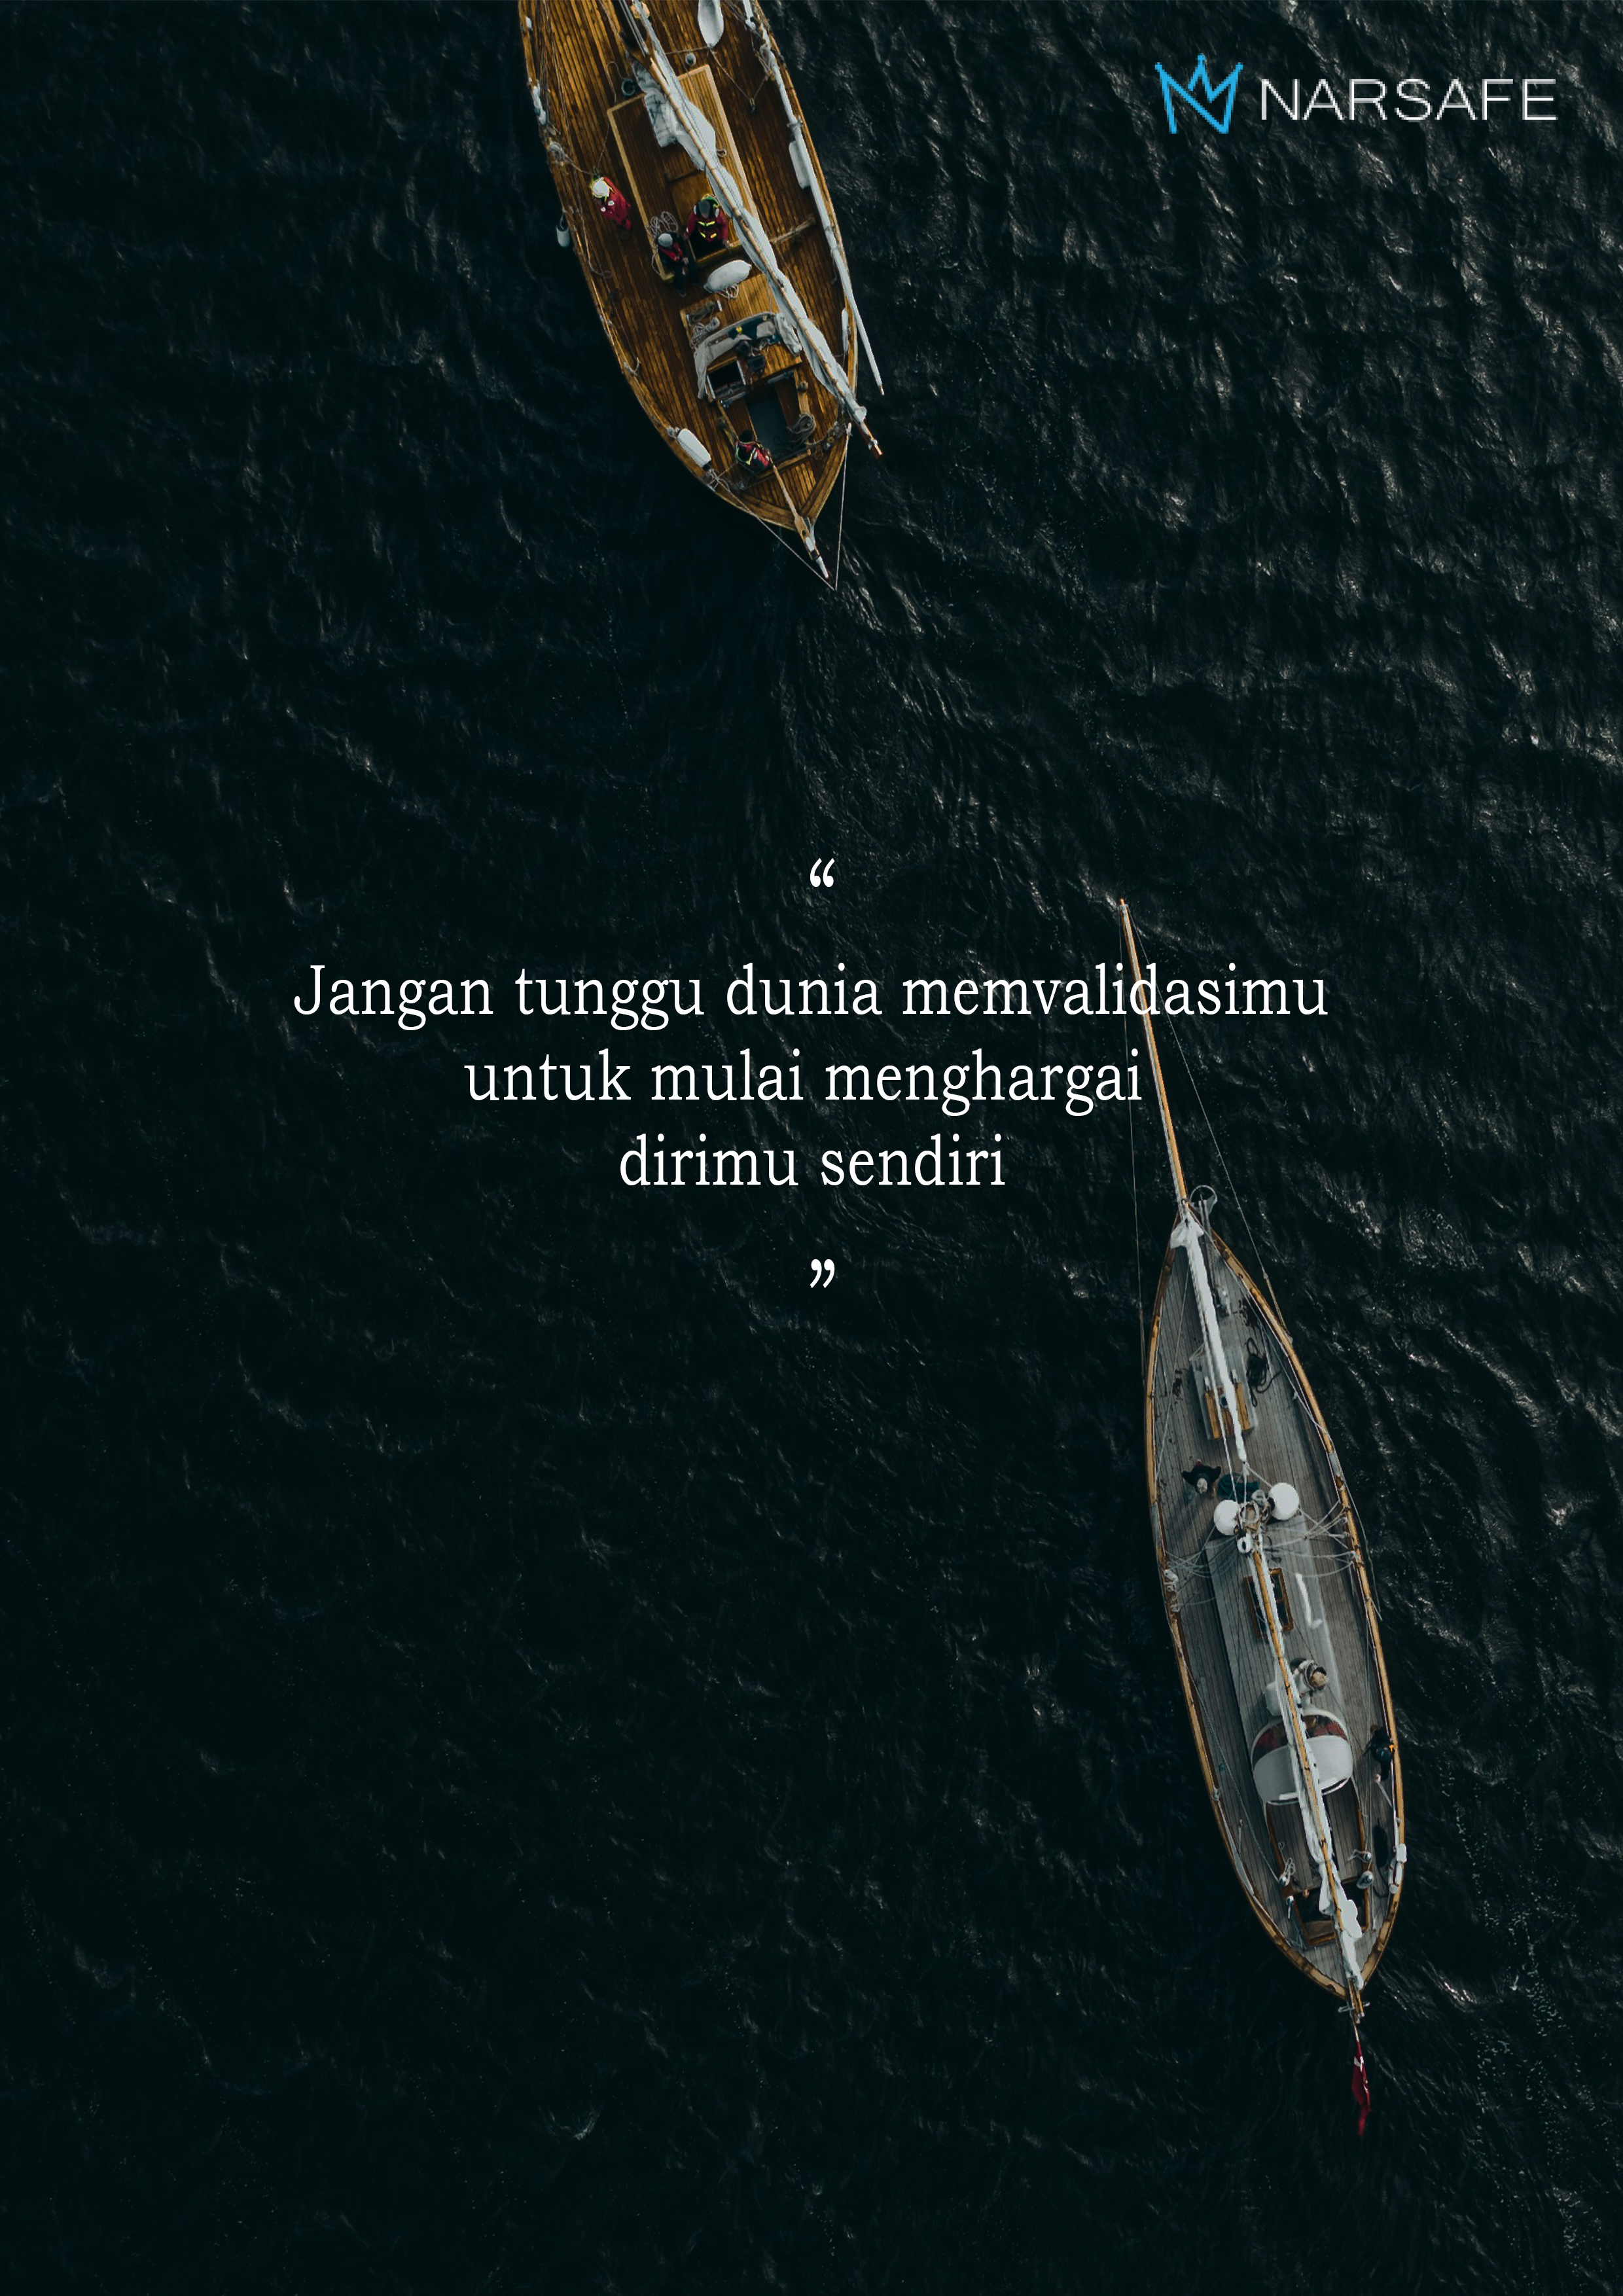 NARSAFE
“
Jangan tunggu dunia memvalidasimu
untuk mulai menghargai
dirimu sendiri
”